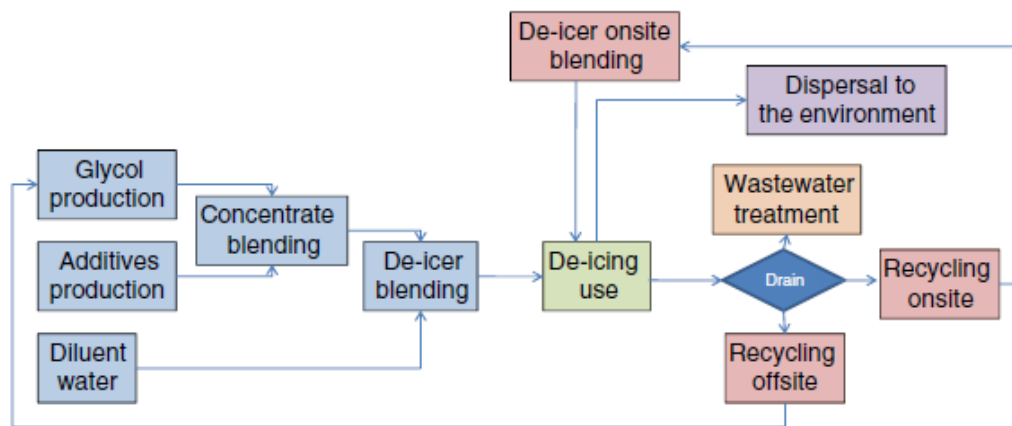 De-icer onsite
blending
Dispersal to
the environment
Glycol
production
Concentrate
blending
Wastewater
treatment
Additives
production
De-icer
blending
De-icing
use
Drain
Recycling
onsite
Diluent
water
Recycling
offsite